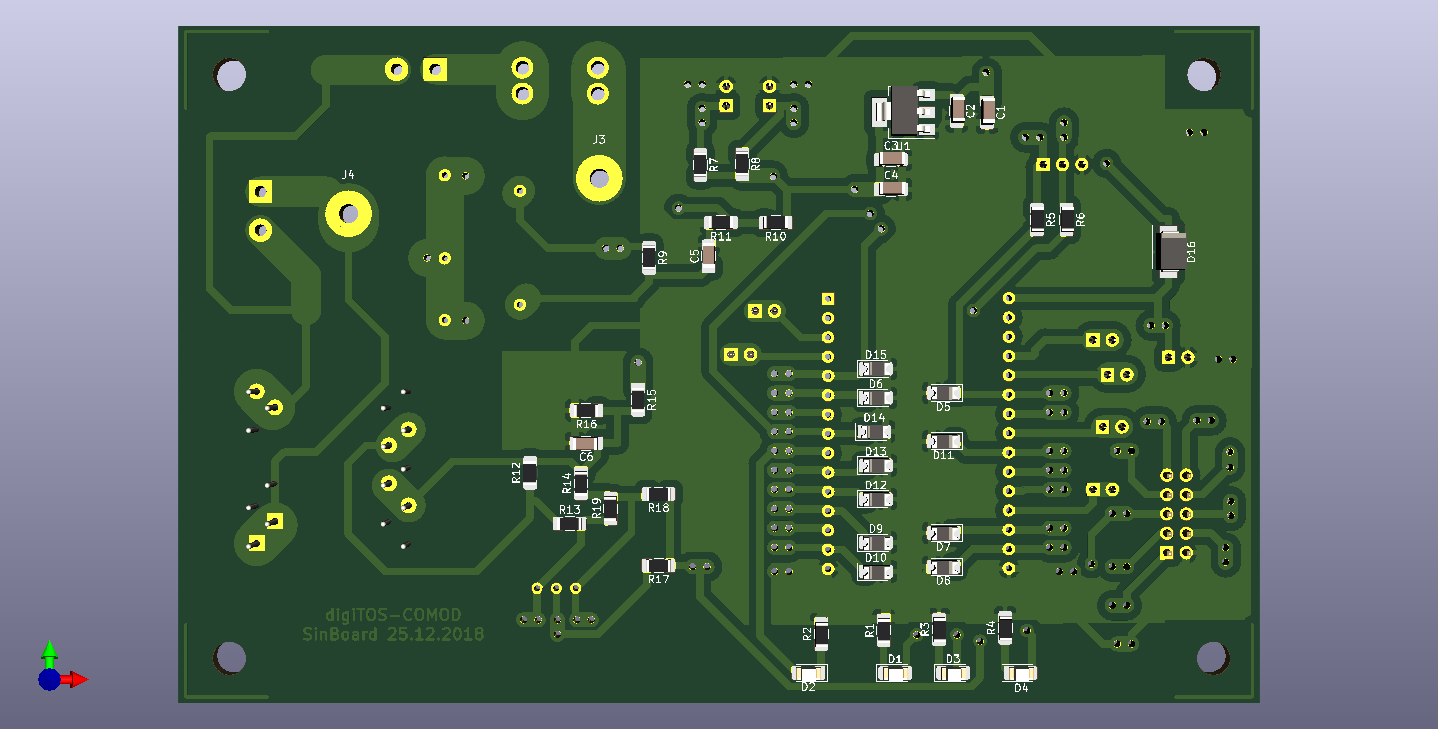 J3
J4
C2
C1
C3J1
C4
R7
R8
R11
R10
R5
R6
D16
R9
C5
D15
D6
D5
R15
R16
D14
D11
C6
D13
R12
R14
D12
R19
R18
R13
D9
D7
D10
D8
R17
digiTOS-COMOD
SinBoard 25.12.2018
R2
R1
R3
R4
D1
D3
D2
D4